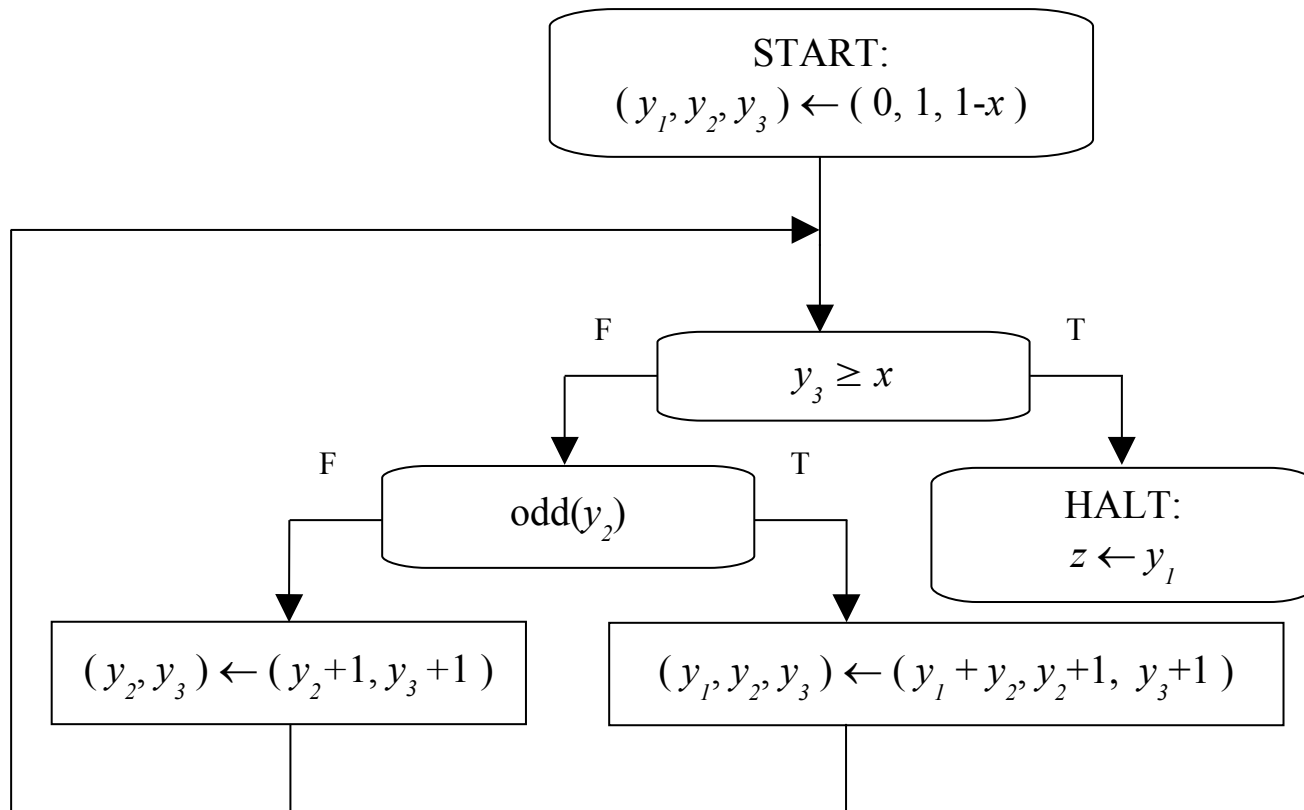 START:
( y₁, y₂, y₃ ) ← ( 0, 1, 1-x )
F
T
y₃ ≥ x
F
T
odd(y₂)
HALT:
z ← y₁
( y₂, y₃ ) ← ( y₂+1, y₃+1 )
( y₁, y₂, y₃ ) ← ( y₁ + y₂, y₂+1, y₃+1 )